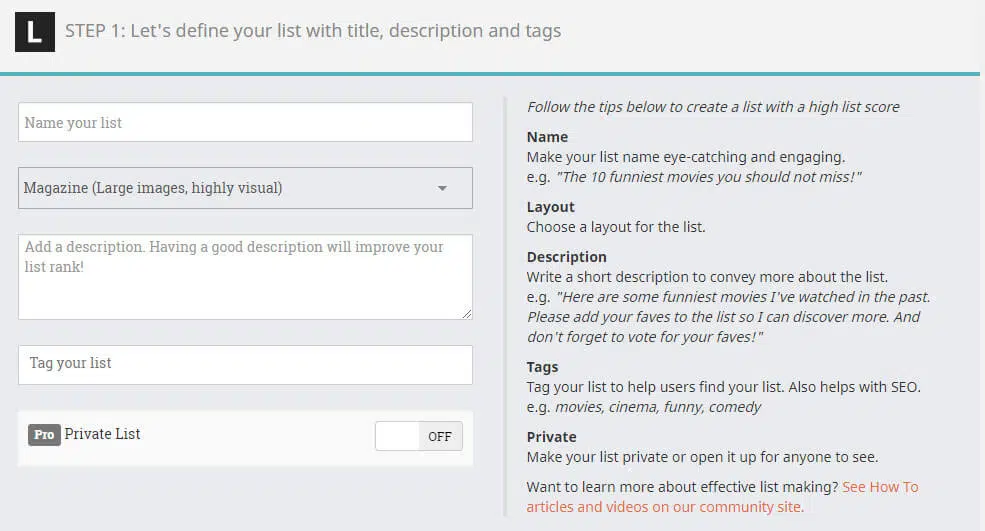 L STEP 1: Let's define your list with title, description and tags
Name your list
Magazine (Large images, highly visual)
Add a description. Having a good description will improve your
list rank!
Tag your list
Pro Private List OFF
Follow the tips below to create a list with a high list score
Name
Make your list name eye-catching and engaging.
e.g. "The 10 funniest movies you should not miss!"
Layout
Choose a layout for the list.
Description
Write a short description to convey more about the list.
e.g. "Here are some funniest movies I've watched in the past.
Please add your faves to the list so I can discover more. And
don't forget to vote for your faves!"
Tags
Tag your list to help users find your list. Also helps with SEO.
e.g. movies, cinema, funny, comedy
Private
Make your list private or open it up for anyone to see.
Want to learn more about effective list making? See How To
articles and videos on our community site.